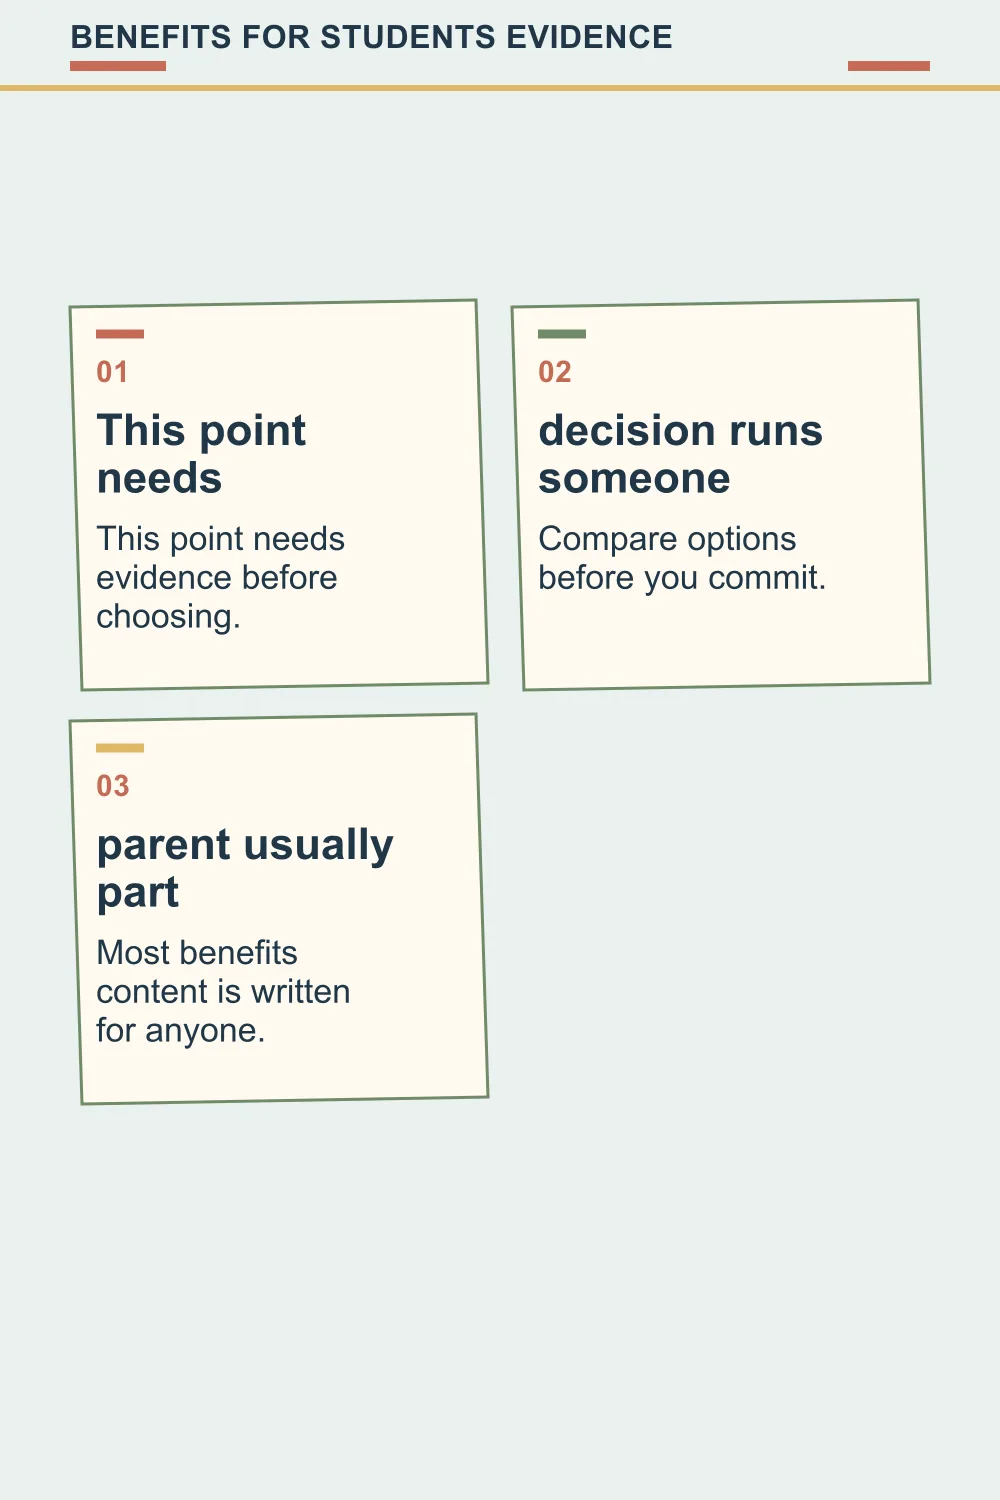 BENEFITS FOR STUDENTS EVIDENCE
01
This point
needs
This point needs
evidence before
choosing.
02
decision runs
someone
Compare options
before you commit.
03
parent usually
part
Most benefits
content is written
for anyone.